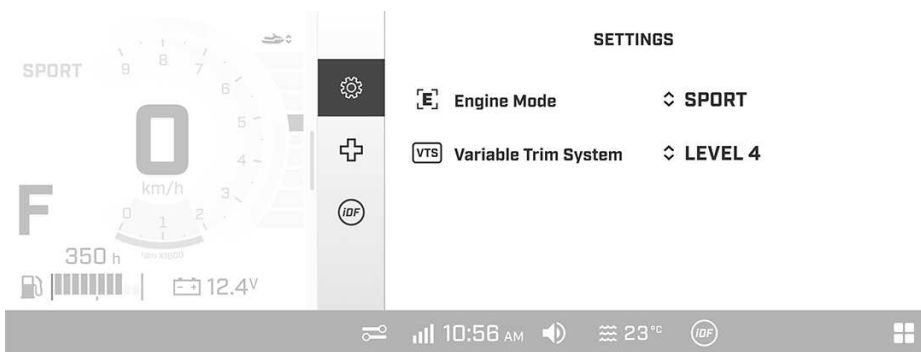 SETTINGS
SPORT
9 8 7 6 5 4 3 2 1 0
rpm X1000
0
km/h
F
350 h
12.4V
[E] Engine Mode SPORT
VTS Variable Trim System LEVEL 4
iDF
10:56 AM 23°C iDF